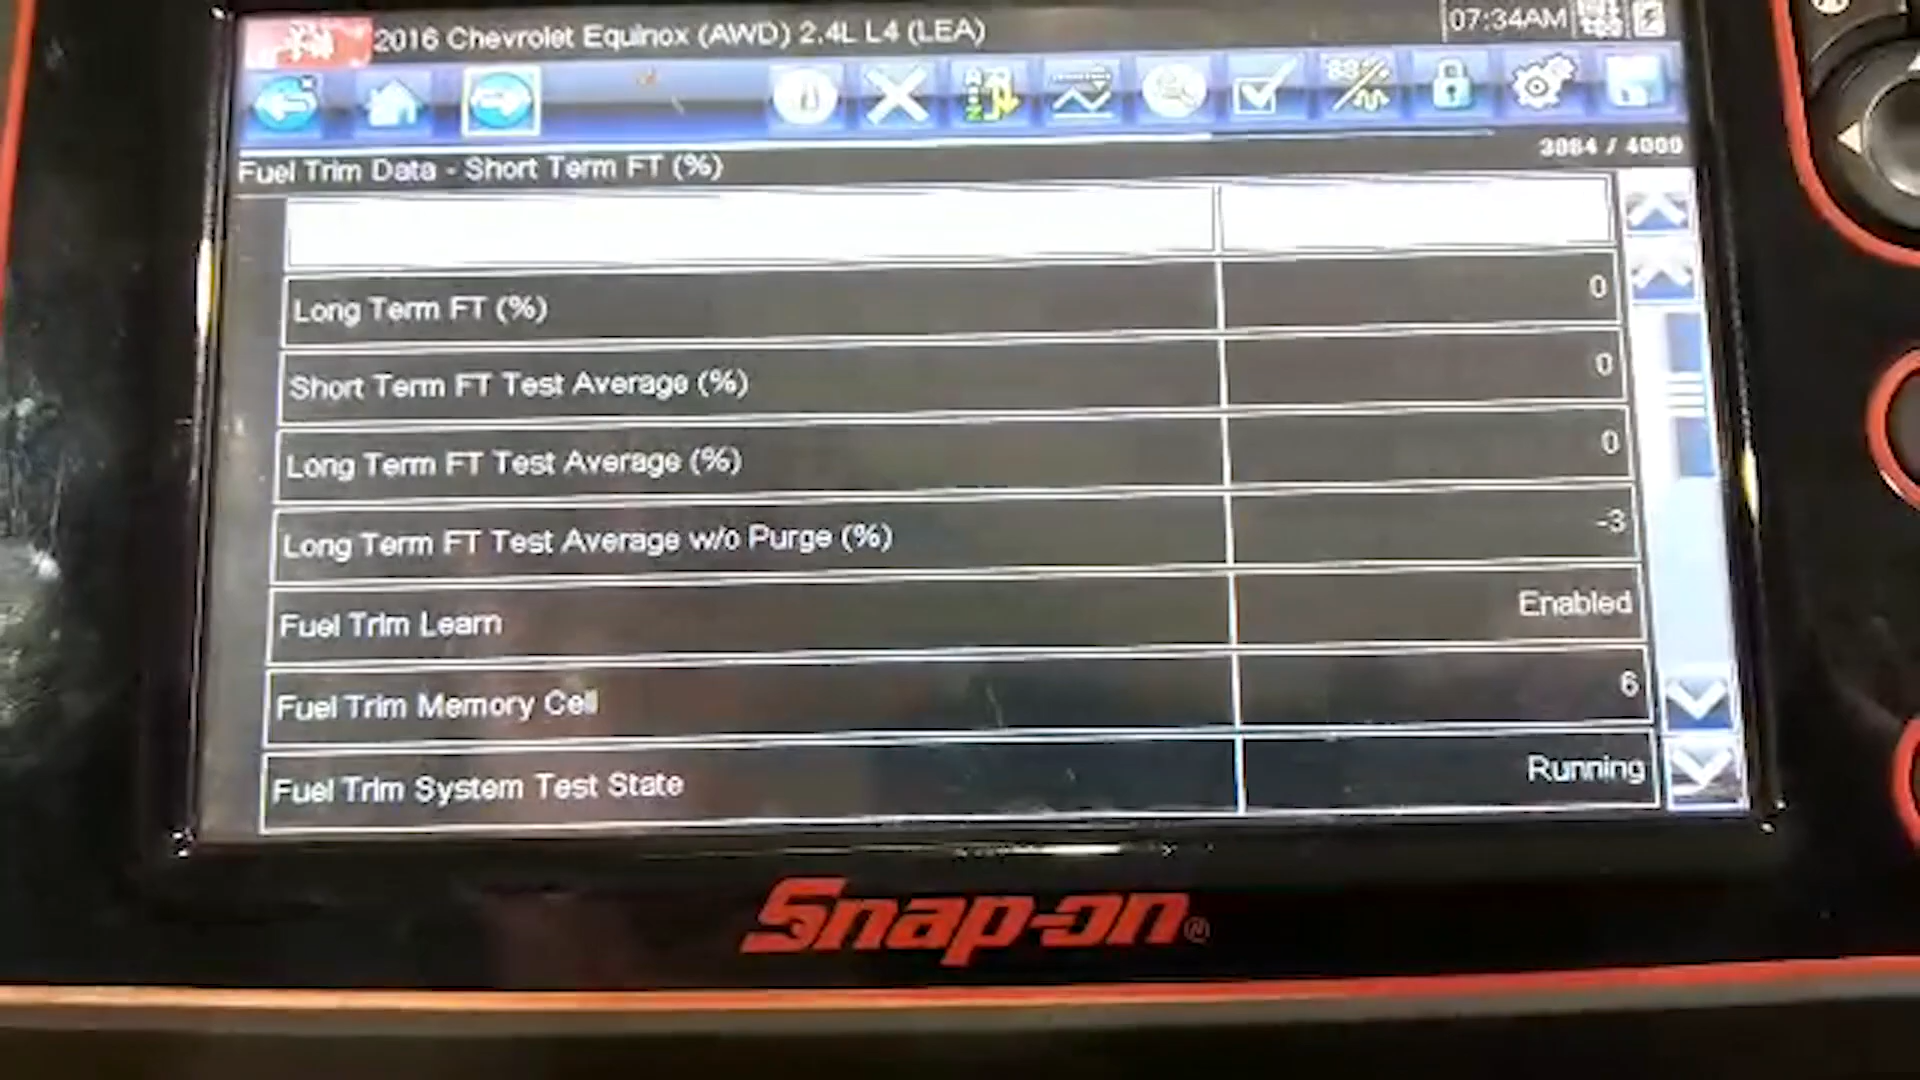 2016 Chevrolet Equinox (AWD) 2.4L L4 (LEA)
07:34AM
3064 / 4000
Fuel Trim Data - Short Term FT (%)
Long Term FT (%) 0
Short Term FT Test Average (%) 0
Long Term FT Test Average (%) 0
Long Term FT Test Average w/o Purge (%) -3
Fuel Trim Learn Enabled
Fuel Trim Memory Cell 6
Fuel Trim System Test State Running
Snap-on